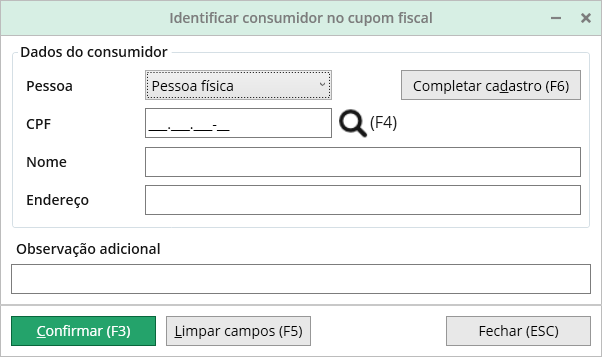 Identificar consumidor no cupom fiscal
Dados do consumidor
Pessoa
Pessoa física
Completar cadastro (F6)
CPF
___.___.___-__
(F4)
Nome
Endereço
Observação adicional
Confirmar (F3)
Limpar campos (F5)
Fechar (ESC)